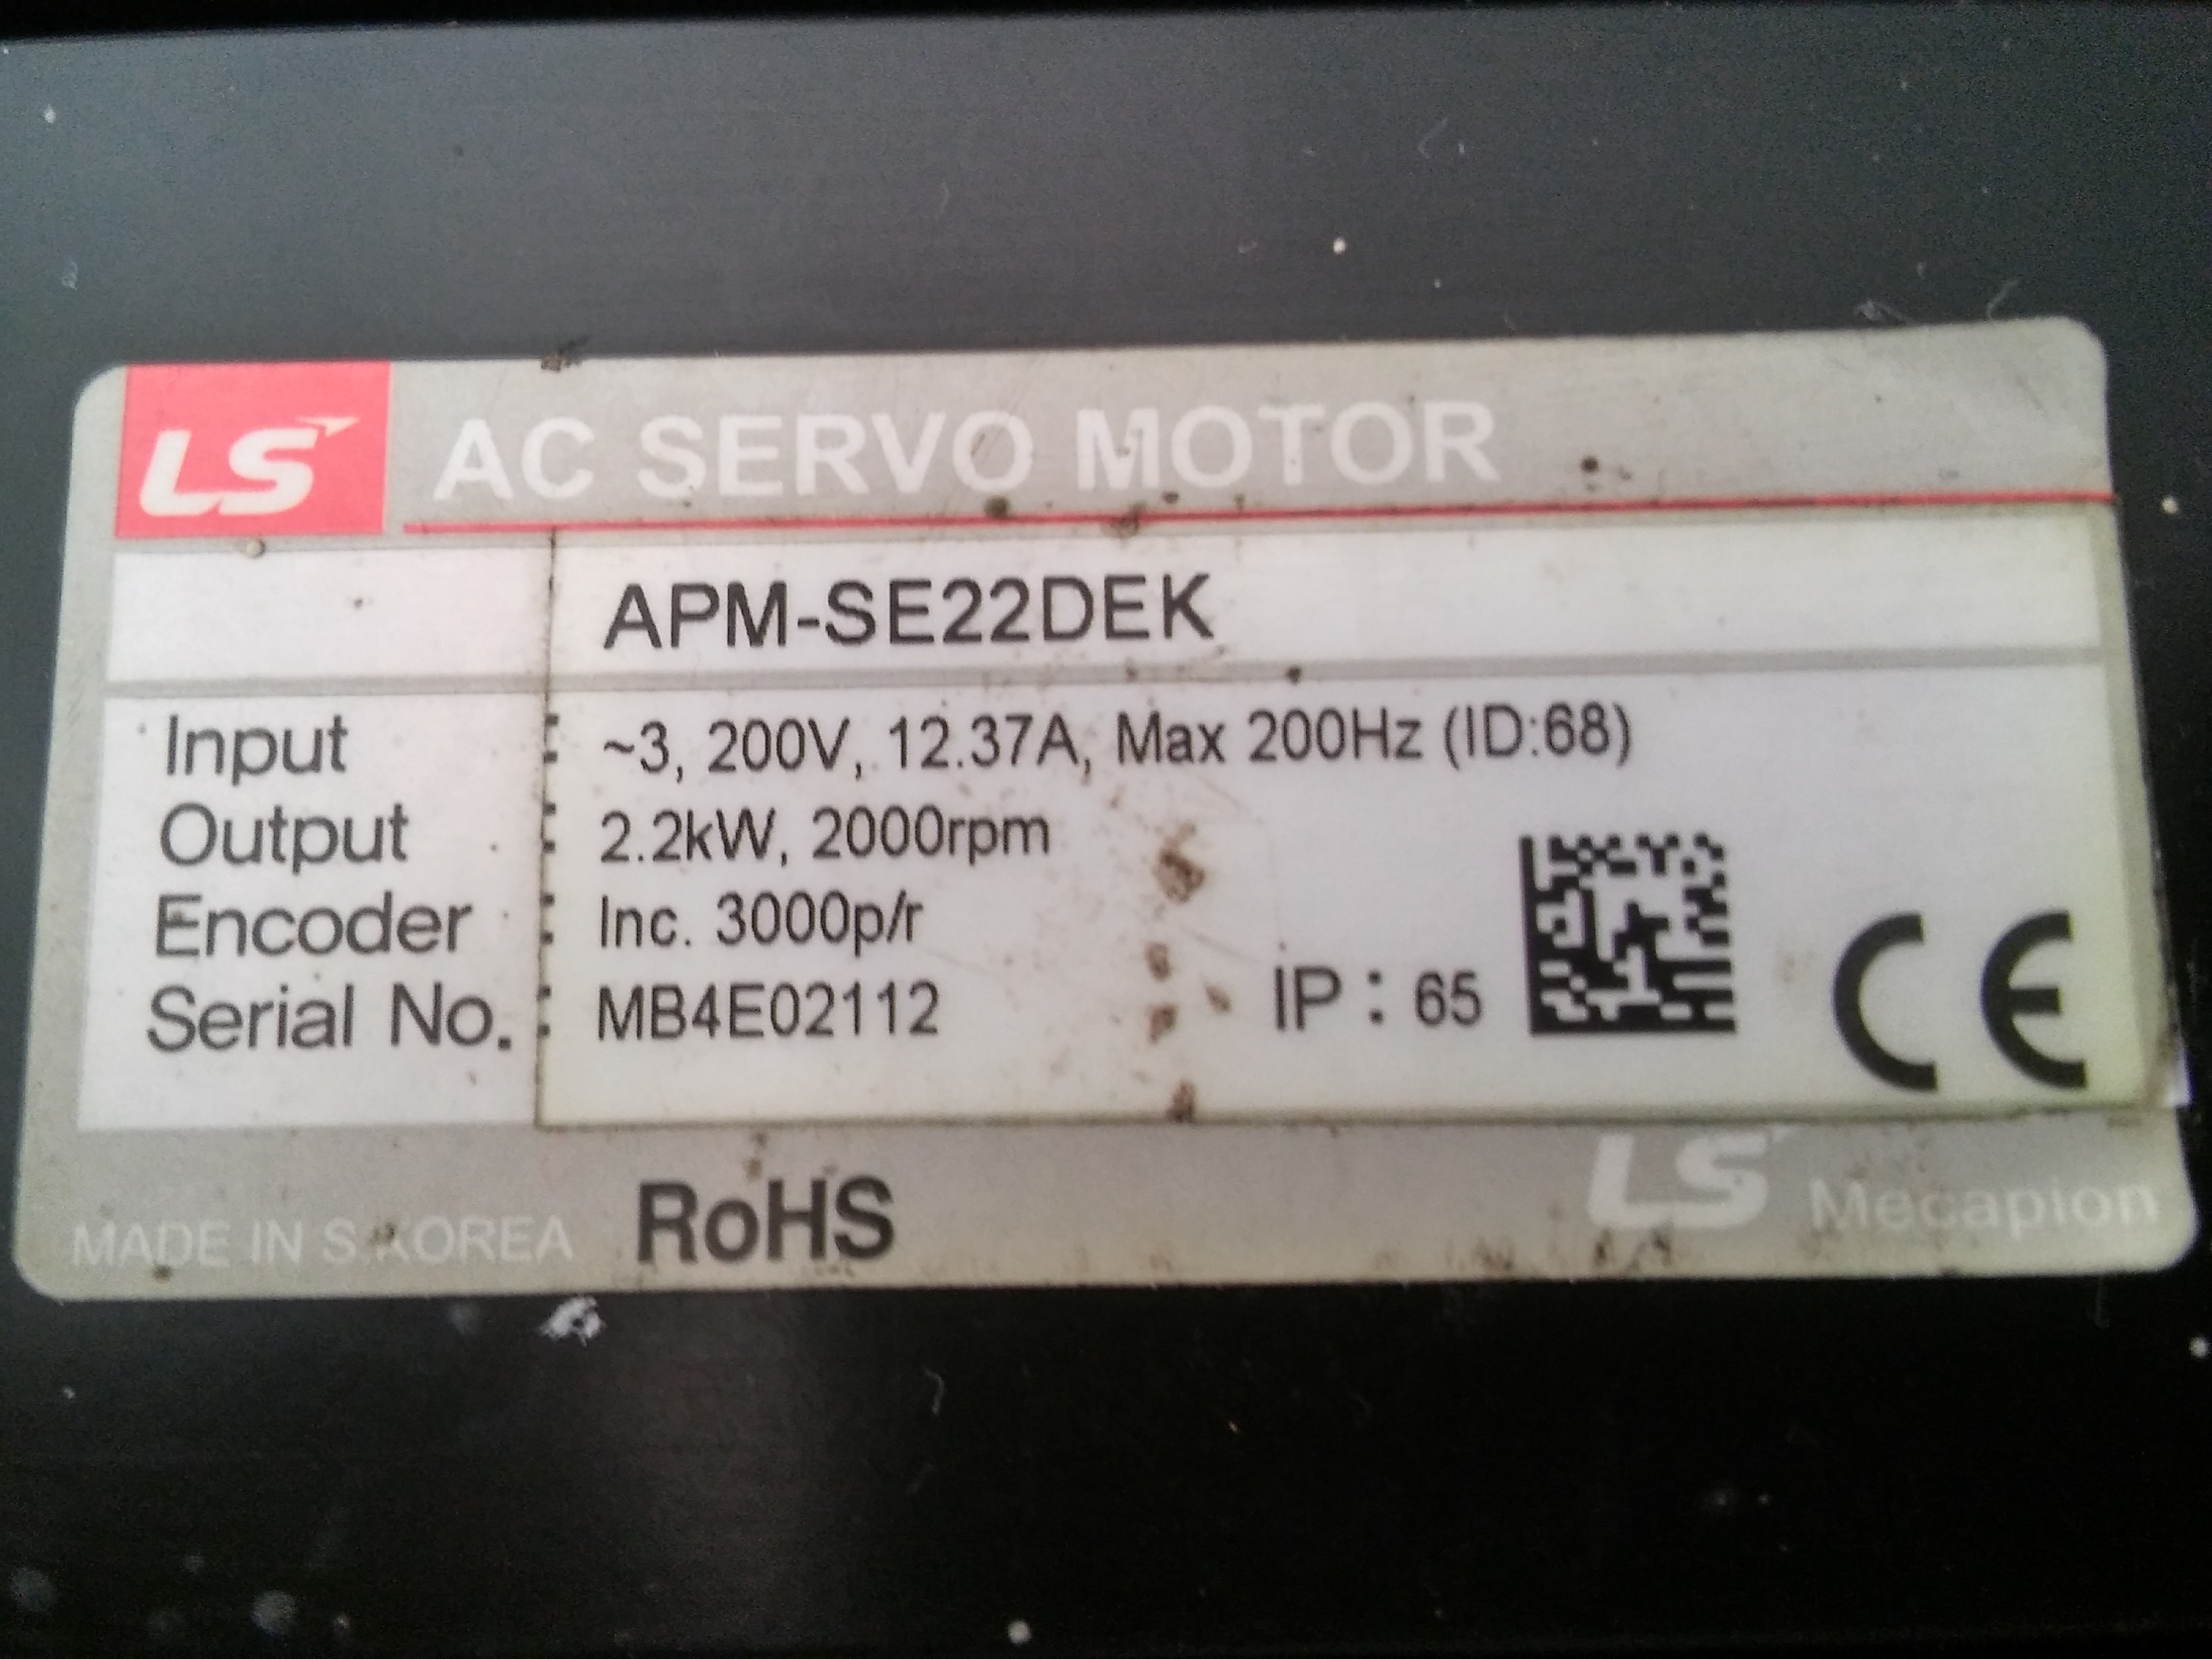 LS AC SERVO MOTOR
APM-SE22DEK
Input : ~3, 200V, 12.37A, Max 200Hz (ID:68)
Output : 2.2kW, 2000rpm
Encoder : Inc. 3000p/r
Serial No. : MB4E02112 IP : 65 CE
MADE IN S.KOREA RoHS LS Mecapion